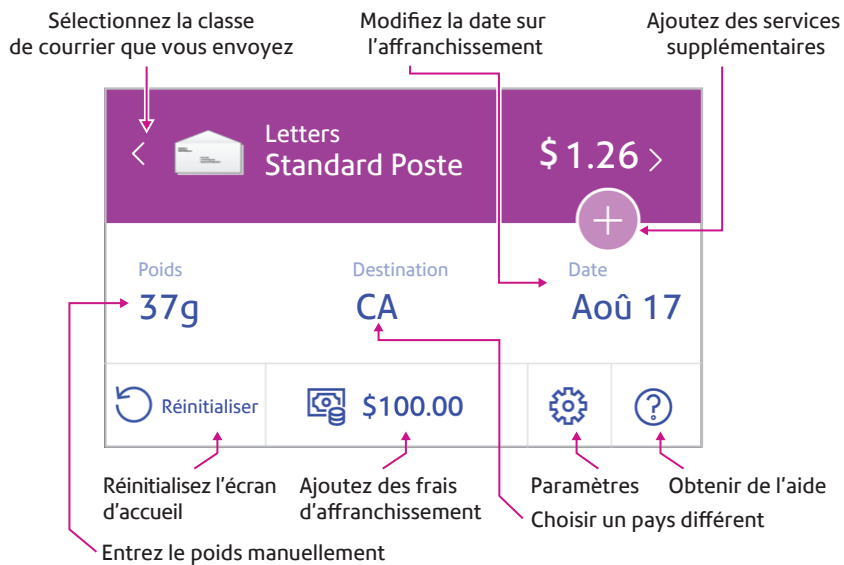 Sélectionnez la classe
de courrier que vous envoyez
Modifiez la date sur
l'affranchissement
Ajoutez des services
supplémentaires
Letters
Standard Poste
$ 1.26
Poids
37g
Destination
CA
Date
Aoû 17
Réinitialiser
$100.00
Réinitialisez l'écran
d'accueil
Ajoutez des frais
d'affranchissement
Paramètres
Obtenir de l'aide
Choisir un pays différent
Entrez le poids manuellement